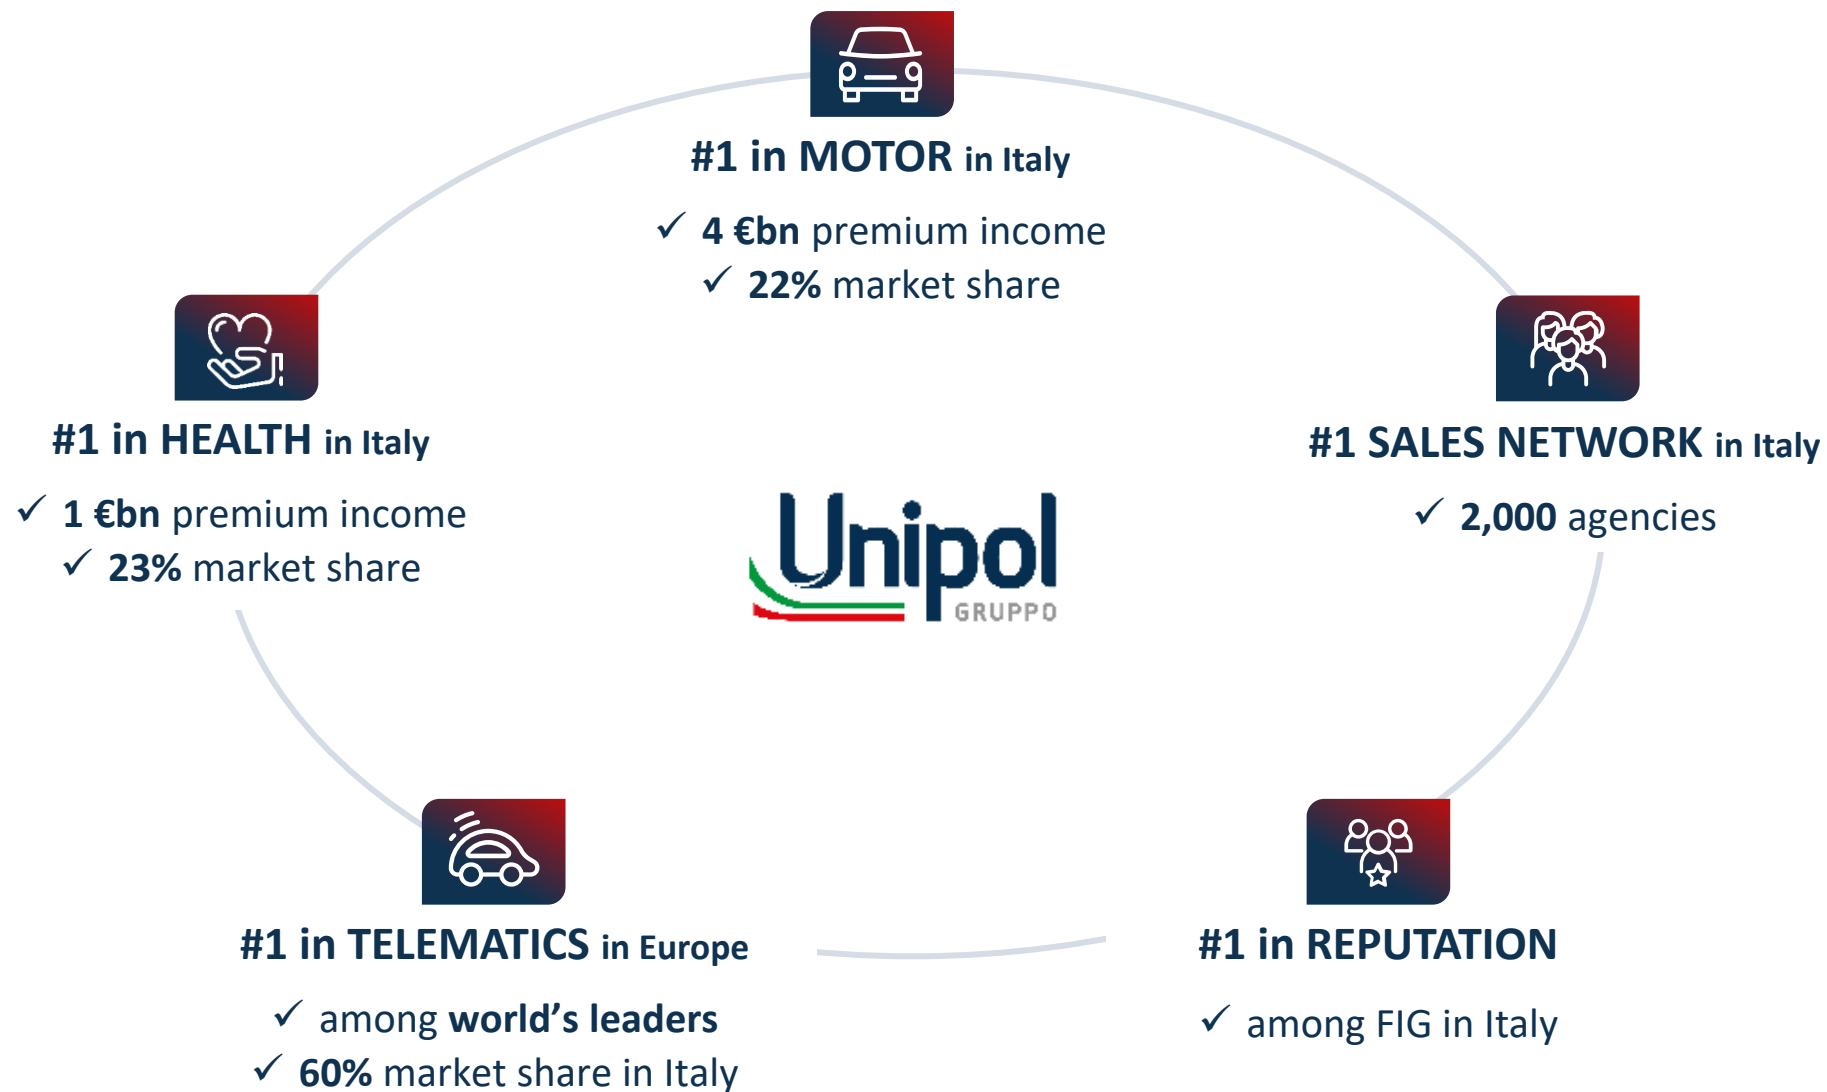 #1 in MOTOR in Italy
✓ 4 €bn premium income
✓ 22% market share
#1 in HEALTH in Italy
✓ 1 €bn premium income
✓ 23% market share
#1 SALES NETWORK in Italy
✓ 2,000 agencies
Unipol
GRUPPO
#1 in TELEMATICS in Europe
✓ among world's leaders
✓ 60% market share in Italy
#1 in REPUTATION
✓ among FIG in Italy